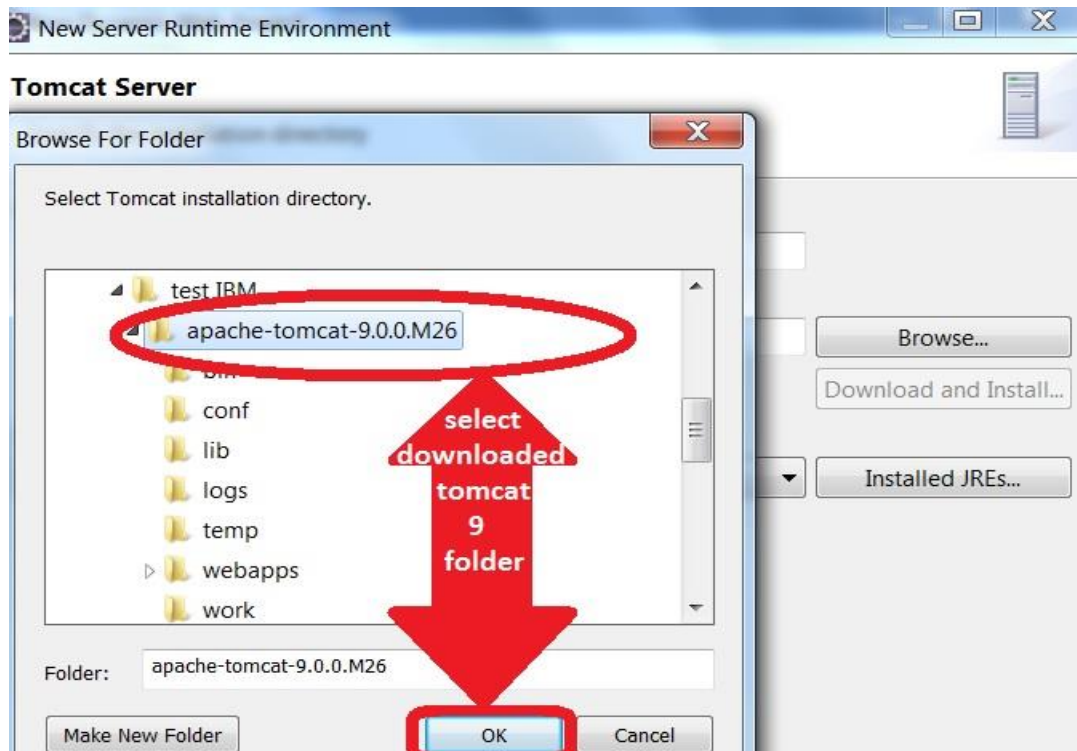 New Server Runtime Environment
Tomcat Server
Browse For Folder
Select Tomcat installation directory.
test IBM
apache-tomcat-9.0.0.M26
Browse...
Download and Install...
conf
lib
logs
temp
webapps
work
select
downloaded
tomcat
9
folder
Installed JREs...
Folder: apache-tomcat-9.0.0.M26
Make New Folder OK Cancel